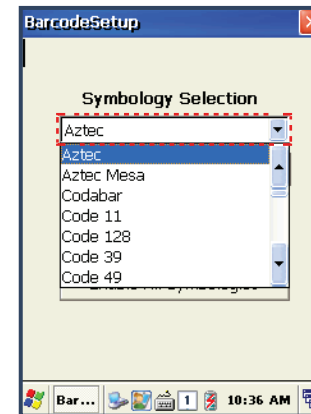 BarcodeSetup
Symbology Selection
Aztec
Aztec
Aztec Mesa
Codabar
Code 11
Code 128
Code 39
Code 49
Bar... 1 10:36 AM